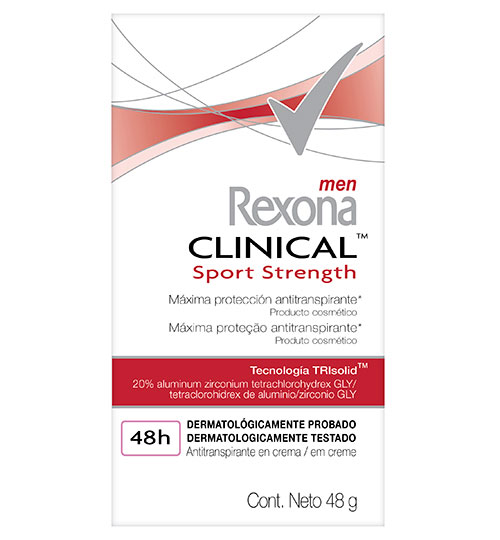 men
Rexona
CLINICAL™
Sport Strength
Máxima protección antitranspirante*
Producto cosmético
Máxima proteção antitranspirante*
Produto cosmético
Tecnología TRIsolid™
20% aluminum zirconium tetrachlorohydrex GLY/
tetraclorohidrex de aluminio/zirconio GLY
48h
DERMATOLÓGICAMENTE PROBADO
DERMATOLOGICAMENTE TESTADO
Antitranspirante en crema / em creme
Cont. Neto 48 g